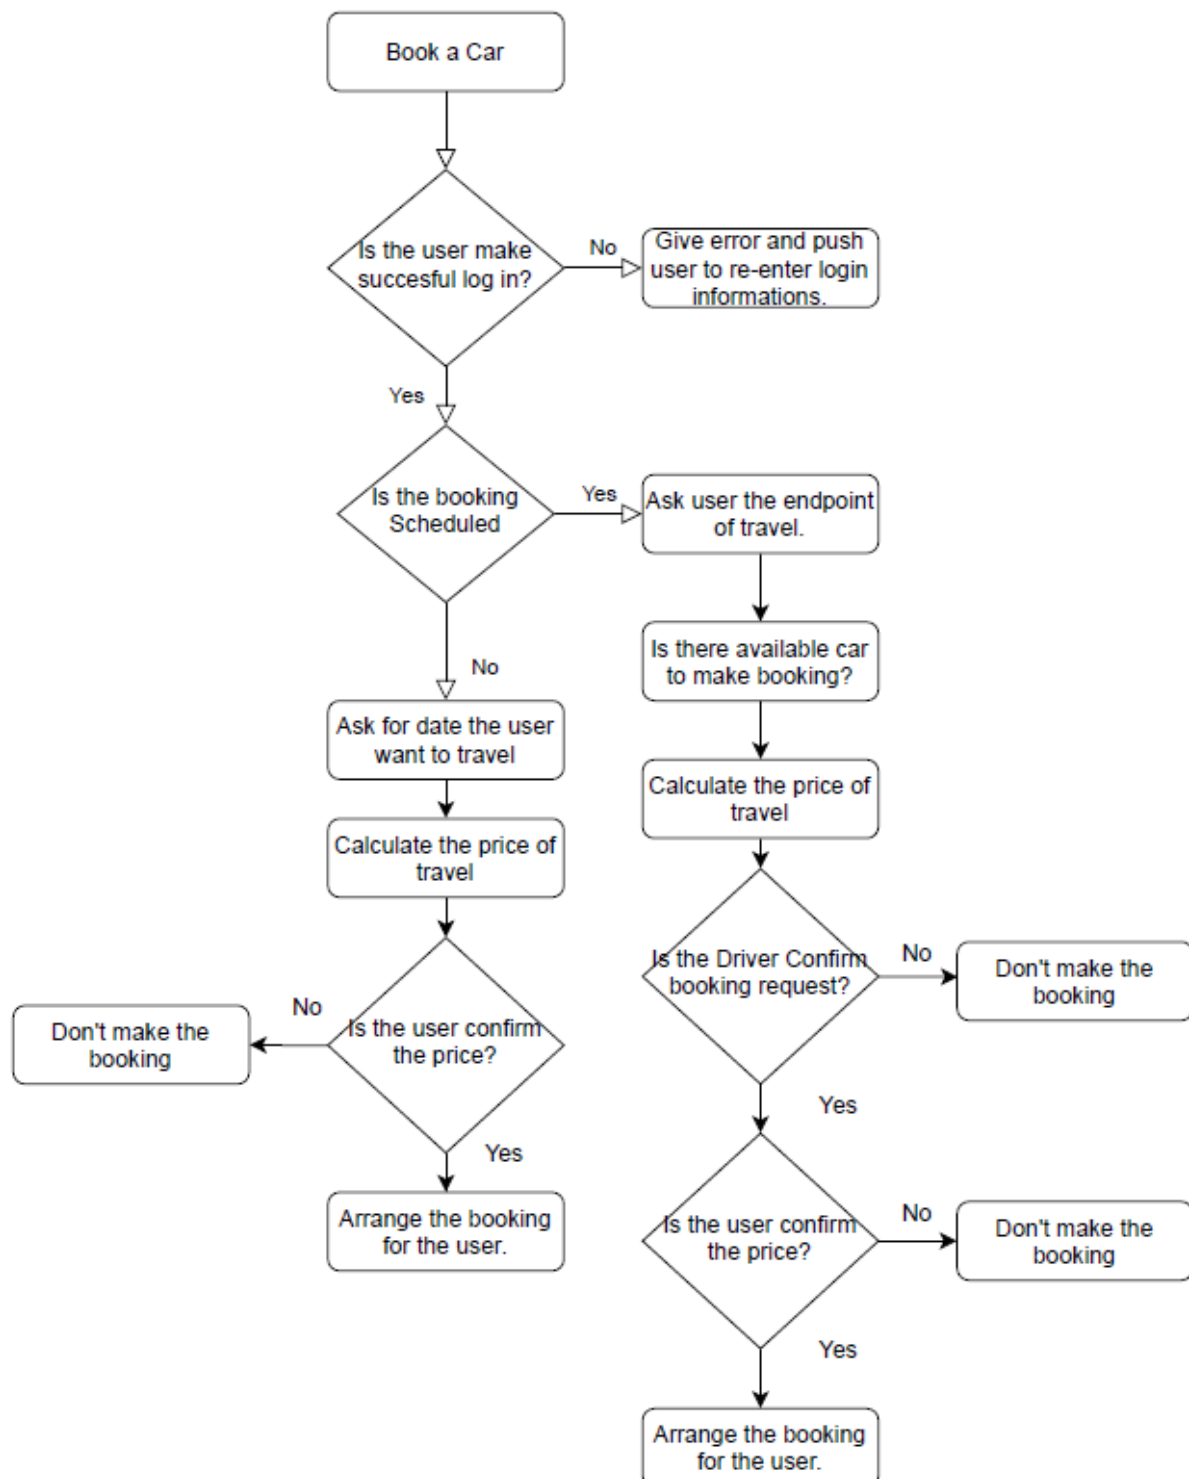 Book a Car
Is the user make
succesful log in?
No
Give error and push
user to re-enter login
informations.
Yes
Is the booking
Scheduled
Yes
Ask user the endpoint
of travel.
No
Is there available car
to make booking?
Ask for date the user
want to travel
Calculate the price of
travel
Calculate the price of
travel
Is the Driver Confirm
booking request?
No
Don't make the
booking
No
Don't make the
booking
Is the user confirm
the price?
Yes
Yes
Arrange the booking
for the user.
Is the user confirm
the price?
No
Don't make the
booking
Yes
Arrange the booking
for the user.